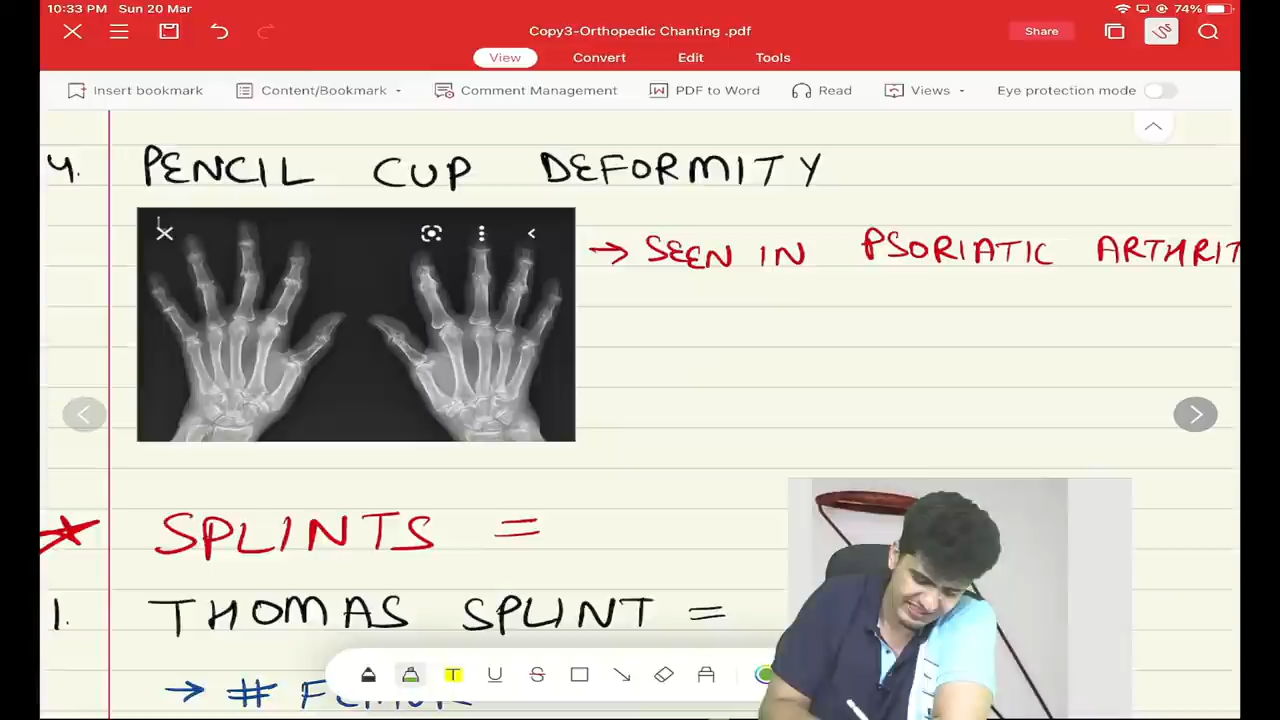 10:33 PM Sun 20 Mar 74%
Copy3-Orthopedic Chanting .pdf
Share
View Convert Edit Tools
Insert bookmark Content/Bookmark Comment Management PDF to Word Read Views Eye protection mode
4. PENCIL CUP DEFORMITY
→ SEEN IN PSORIATIC ARTHRIT
SPLINTS =
1. THOMAS SPLINT =
T U S
→ # FEMUR